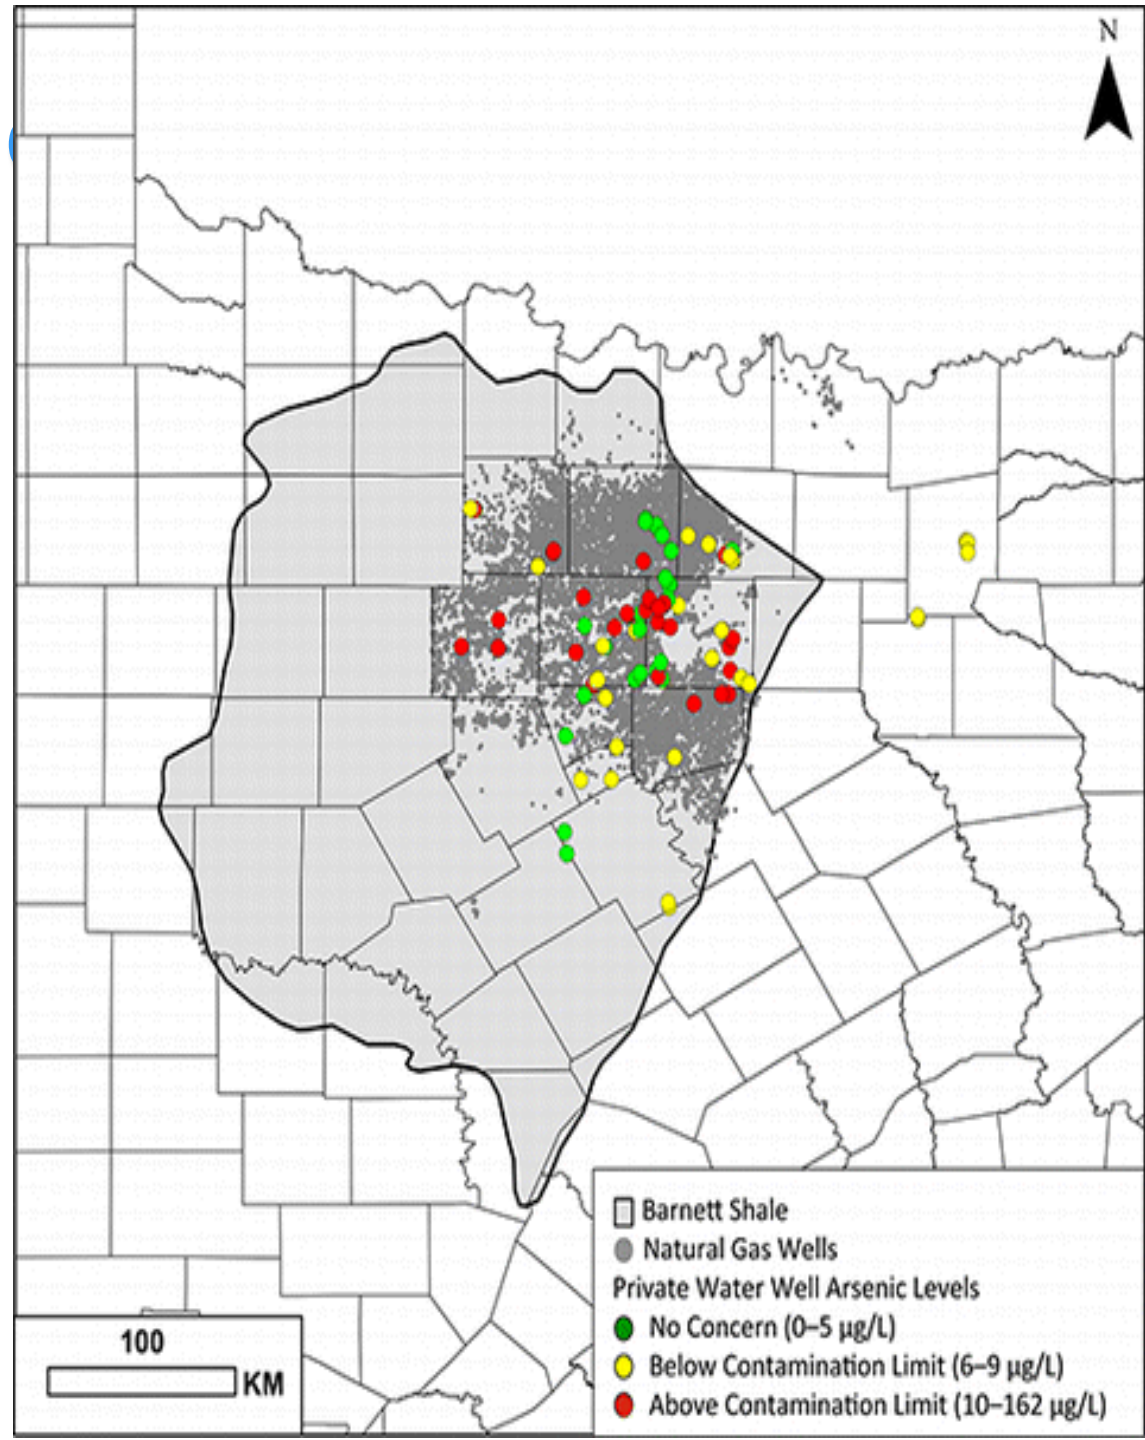 N
Barnett Shale
Natural Gas Wells
Private Water Well Arsenic Levels
No Concern (0–5 µg/L)
Below Contamination Limit (6–9 µg/L)
Above Contamination Limit (10–162 µg/L)
100
KM